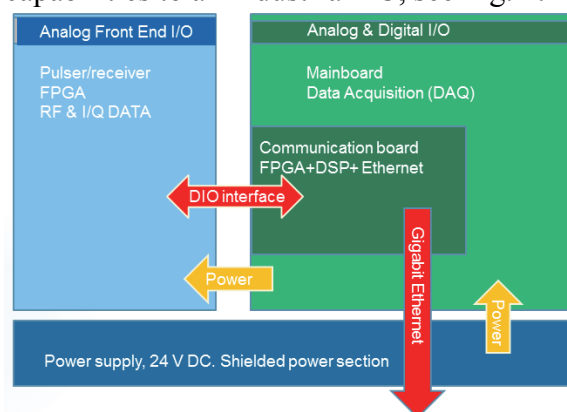 Analog Front End I/O
Pulser/receiver
FPGA
RF & I/Q DATA
Analog & Digital I/O
Mainboard
Data Acquisition (DAQ)
Communication board
FPGA+DSP+ Ethernet
DIO interface
Power
Gigabit Ethernet
Power
Power supply, 24 V DC. Shielded power section